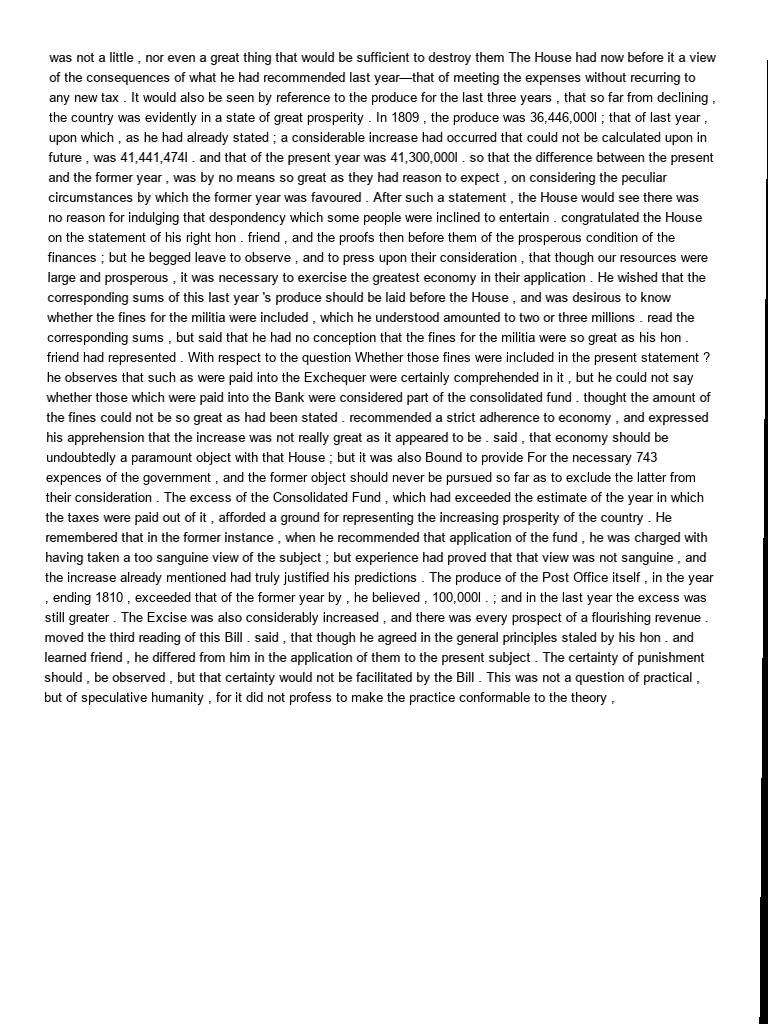 was not a little , nor even a great thing that would be sufficient to destroy them The House had now before it a view
of the consequences of what he had recommended last year—that of meeting the expenses without recurring to
any new tax . It would also be seen by reference to the produce for the last three years , that so far from declining ,
the country was evidently in a state of great prosperity . In 1809 , the produce was 36,446,000l ; that of last year ,
upon which , as he had already stated ; a considerable increase had occurred that could not be calculated upon in
future , was 41,441,474l . and that of the present year was 41,300,000l . so that the difference between the present
and the former year , was by no means so great as they had reason to expect , on considering the peculiar
circumstances by which the former year was favoured . After such a statement , the House would see there was
no reason for indulging that despondency which some people were inclined to entertain . congratulated the House
on the statement of his right hon . friend , and the proofs then before them of the prosperous condition of the
finances ; but he begged leave to observe , and to press upon their consideration , that though our resources were
large and prosperous , it was necessary to exercise the greatest economy in their application . He wished that the
corresponding sums of this last year 's produce should be laid before the House , and was desirous to know
whether the fines for the militia were included , which he understood amounted to two or three millions . read the
corresponding sums , but said that he had no conception that the fines for the militia were so great as his hon .
friend had represented . With respect to the question Whether those fines were included in the present statement ?
he observes that such as were paid into the Exchequer were certainly comprehended in it , but he could not say
whether those which were paid into the Bank were considered part of the consolidated fund . thought the amount of
the fines could not be so great as had been stated . recommended a strict adherence to economy , and expressed
his apprehension that the increase was not really great as it appeared to be . said , that economy should be
undoubtedly a paramount object with that House ; but it was also Bound to provide For the necessary 743
expences of the government , and the former object should never be pursued so far as to exclude the latter from
their consideration . The excess of the Consolidated Fund , which had exceeded the estimate of the year in which
the taxes were paid out of it , afforded a ground for representing the increasing prosperity of the country . He
remembered that in the former instance , when he recommended that application of the fund , he was charged with
having taken a too sanguine view of the subject ; but experience had proved that that view was not sanguine , and
the increase already mentioned had truly justified his predictions . The produce of the Post Office itself , in the year
, ending 1810 , exceeded that of the former year by , he believed , 100,000l . ; and in the last year the excess was
still greater . The Excise was also considerably increased , and there was every prospect of a flourishing revenue .
moved the third reading of this Bill . said , that though he agreed in the general principles staled by his hon . and
learned friend , he differed from him in the application of them to the present subject . The certainty of punishment
should , be observed , but that certainty would not be facilitated by the Bill . This was not a question of practical ,
but of speculative humanity , for it did not profess to make the practice conformable to the theory ,